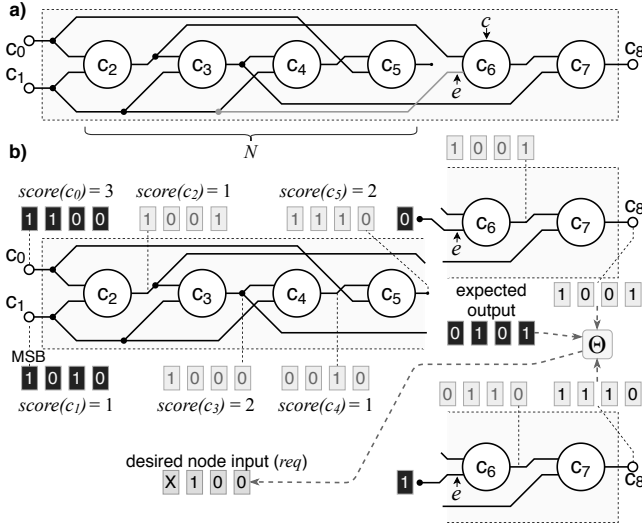 a)
C0
C1
C2
C3
C4
C5
c
C6
e
C7
C8
N
b)
score(c0) = 3
score(c2) = 1
score(c5) = 2
1 1 0 0
1 0 0 1
1 1 1 0
0
1 0 0 1
C6
e
C7
C8
C0
C1
C2
C3
C4
C5
expected
output
0 1 0 1
1 0 0 1
Θ
MSB
1 0 1 0
1 0 0 0
0 0 1 0
score(c1) = 1
score(c3) = 2
score(c4) = 1
0 1 1 0
1 1 1 0
desired node input (req)
X 1 0 0
1
C6
e
C7
C8